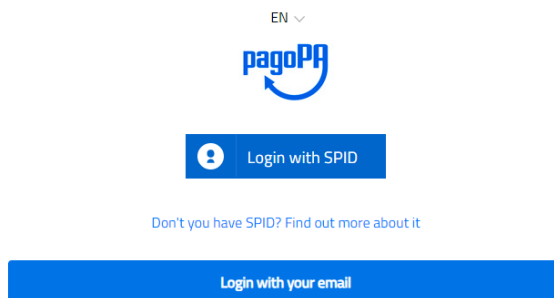 EN
pagoPA
Login with SPID
Don't you have SPID? Find out more about it
Login with your email